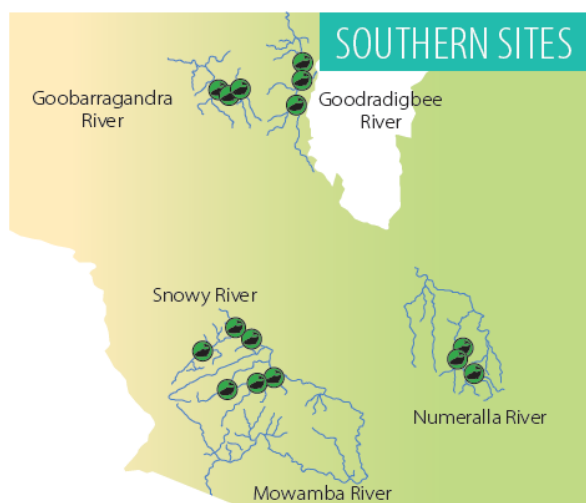 SOUTHERN SITES
Goobarragandra
River
Goodradigbee
River
Snowy River
Numeralla River
Mowamba River